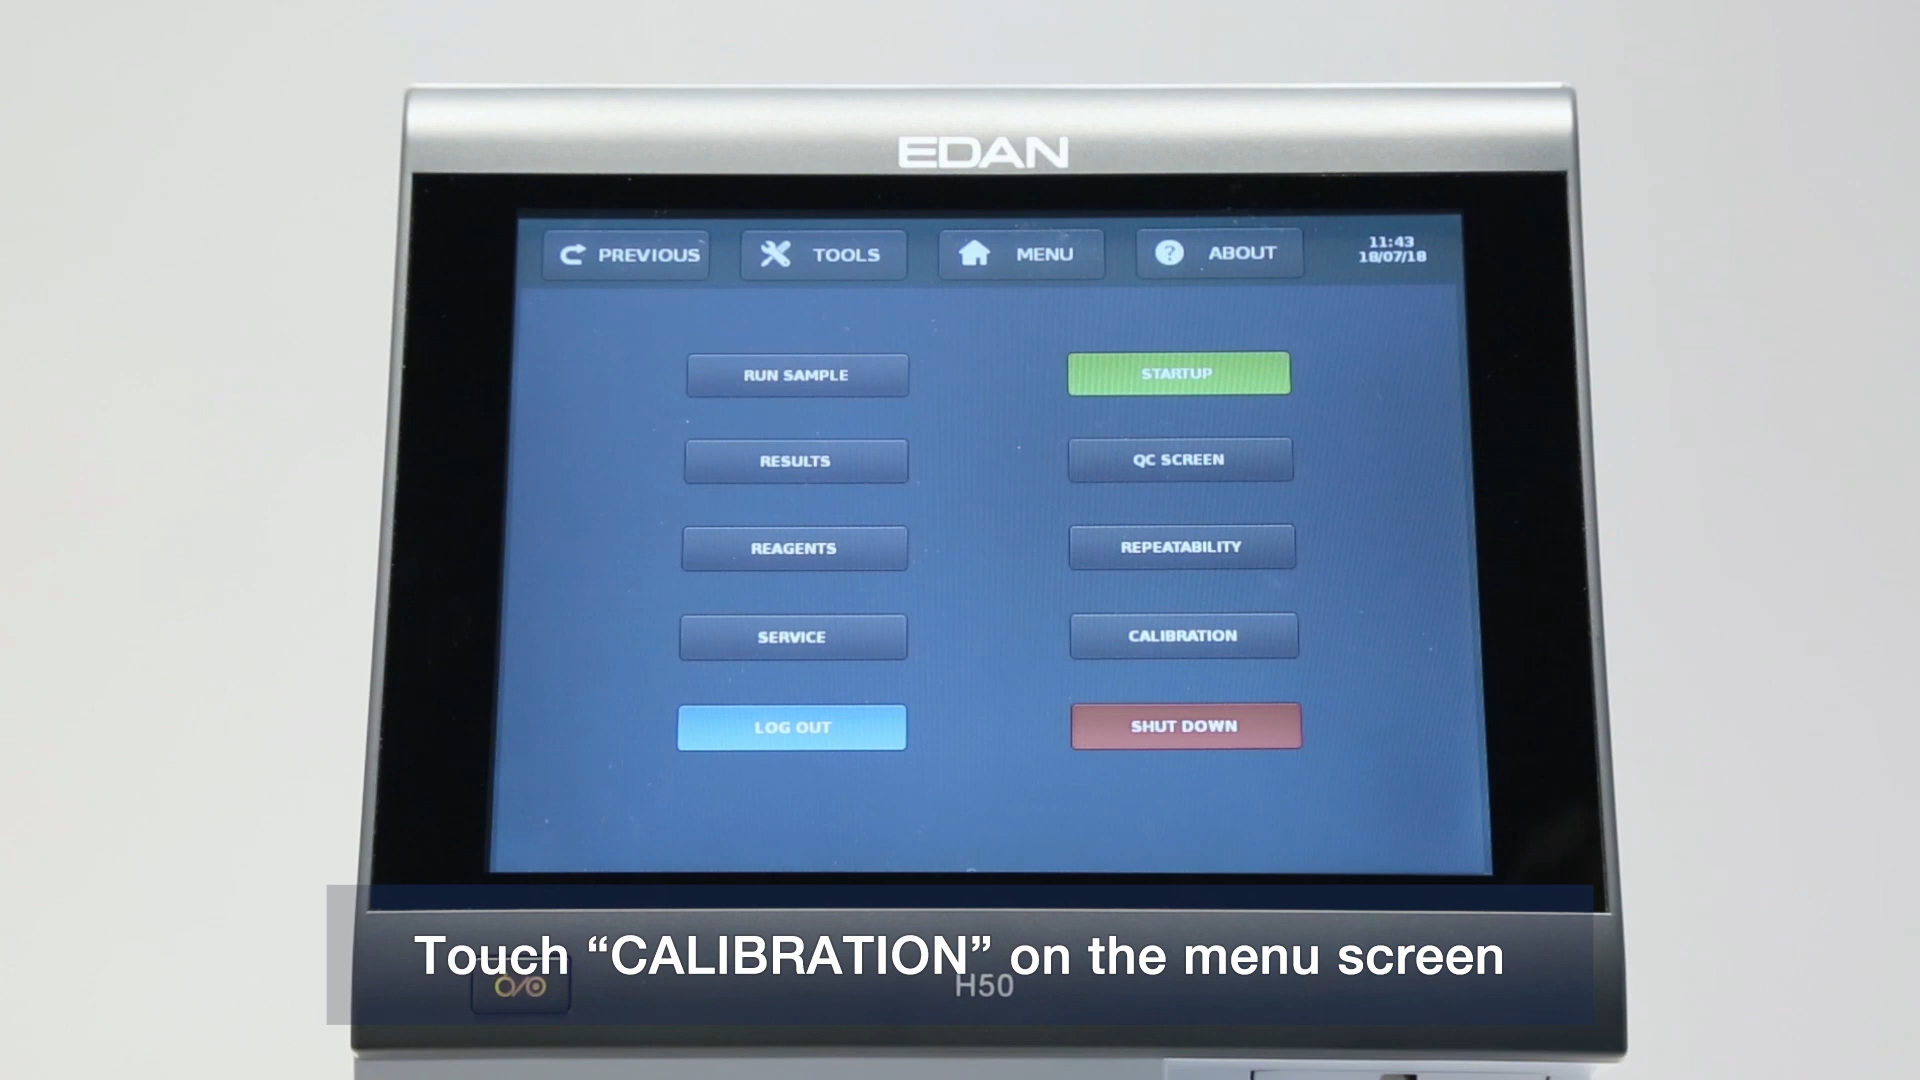 EDAN
PREVIOUS
TOOLS
MENU
? ABOUT
11:43
18/07/18
RUN SAMPLE
STARTUP
RESULTS
QC SCREEN
REAGENTS
REPEATABILITY
SERVICE
CALIBRATION
LOG OUT
SHUT DOWN
Touch “CALIBRATION” on the menu screen
H50